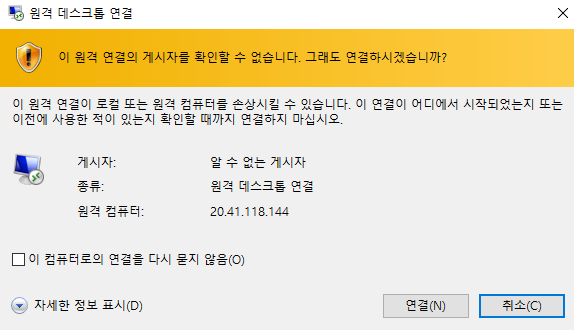 원격 데스크톱 연결
이 원격 연결의 게시자를 확인할 수 없습니다. 그래도 연결하시겠습니까?
이 원격 연결이 로컬 또는 원격 컴퓨터를 손상시킬 수 있습니다. 이 연결이 어디에서 시작되었는지 또는
이전에 사용한 적이 있는지 확인할 때까지 연결하지 마십시오.
게시자: 알 수 없는 게시자
종류: 원격 데스크톱 연결
원격 컴퓨터: 20.41.118.144
이 컴퓨터로의 연결을 다시 묻지 않음(O)
자세한 정보 표시(D)
연결(N)
취소(C)